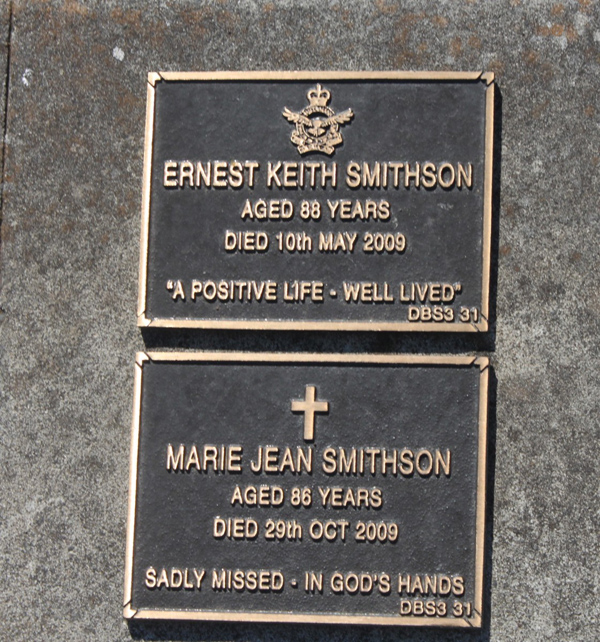 ERNEST KEITH SMITHSON
AGED 88 YEARS
DIED 10th MAY 2009
"A POSITIVE LIFE - WELL LIVED"
DBS3 31
MARIE JEAN SMITHSON
AGED 86 YEARS
DIED 29th OCT 2009
SADLY MISSED - IN GOD'S HANDS
DBS3 31